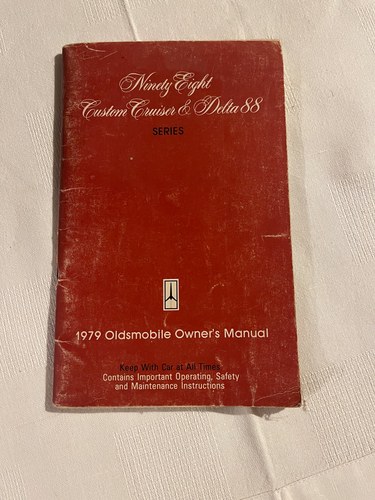 Ninety Eight
Custom Cruiser & Delta 88
SERIES
1979 Oldsmobile Owner's Manual
Keep With Car at All Times
Contains Important Operating, Safety
and Maintenance Instructions